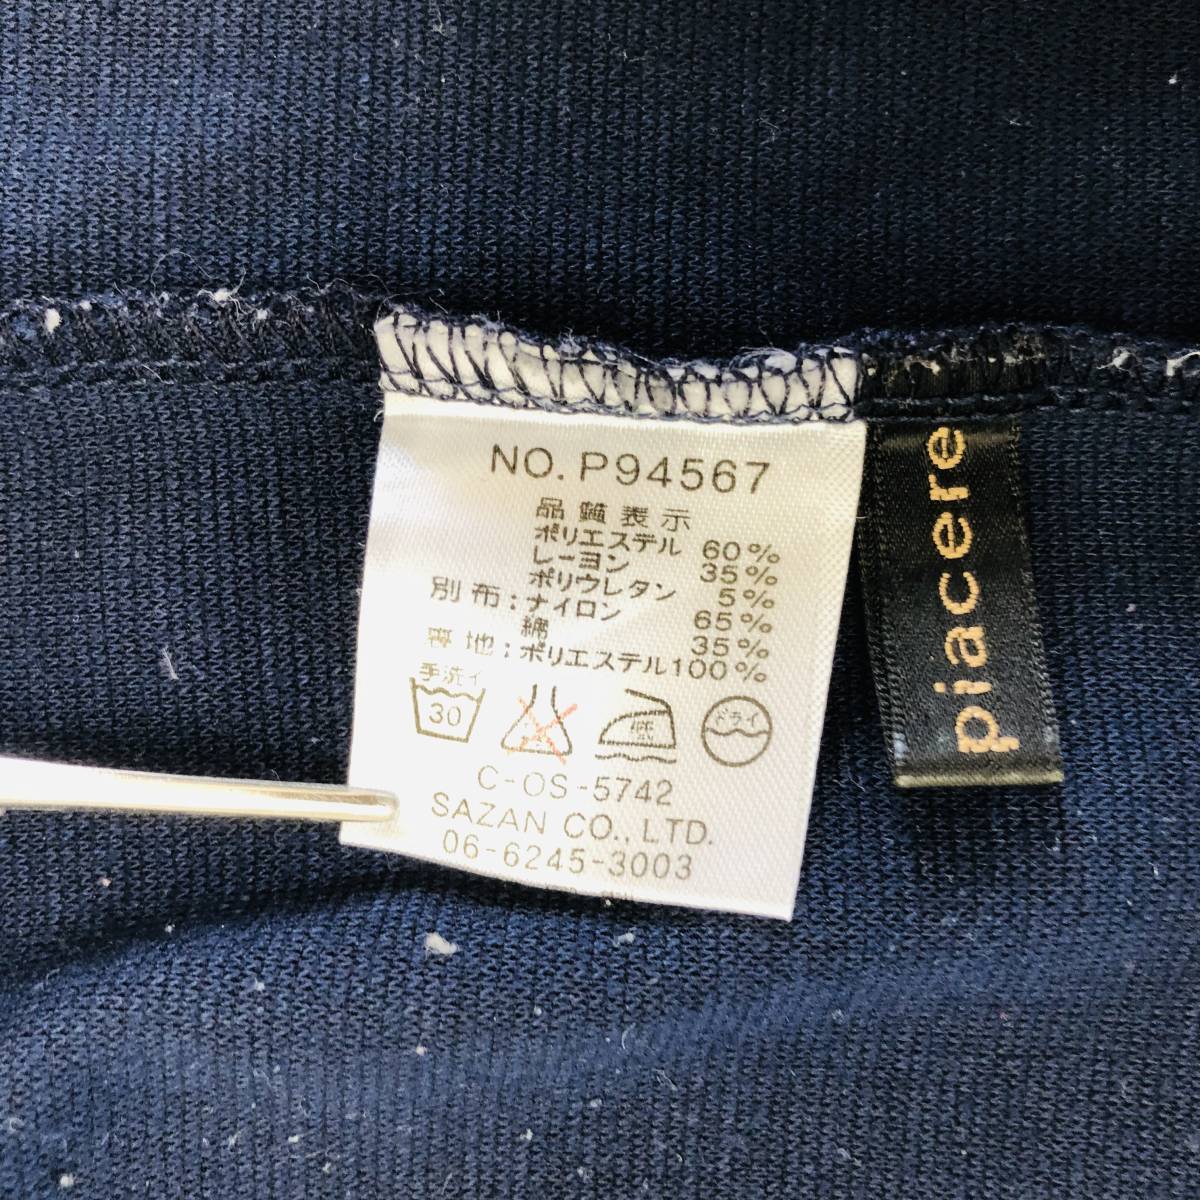 NO. P94567
品質表示
ポリエステル 60%
レーヨン 35%
ポリウレタン 5%
別布：ナイロン 65%
綿 35%
裏地：ポリエステル100%
手洗イ
30
低
ドライ
C-OS-5742
SAZAN CO., LTD.
06-6245-3003
piacere